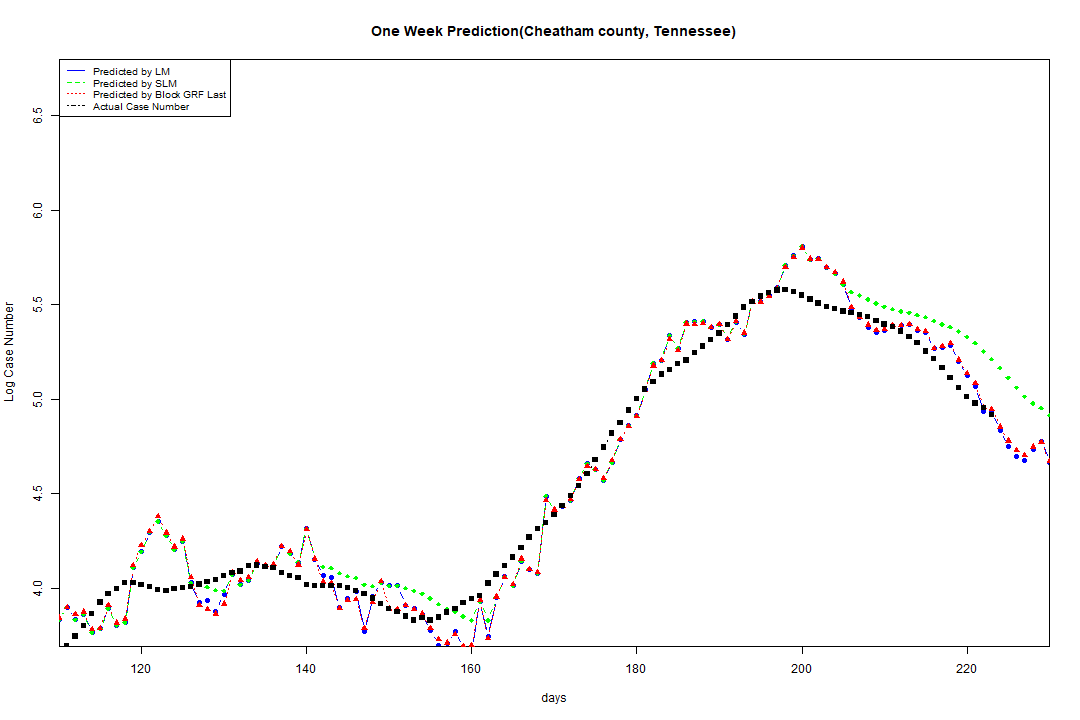 One Week Prediction(Cheatham county, Tennessee)
Predicted by LM
Predicted by SLM
Predicted by Block GRF Last
Actual Case Number
6.5
6.0
5.5
5.0
4.5
4.0
Log Case Number
120 140 160 180 200 220
days